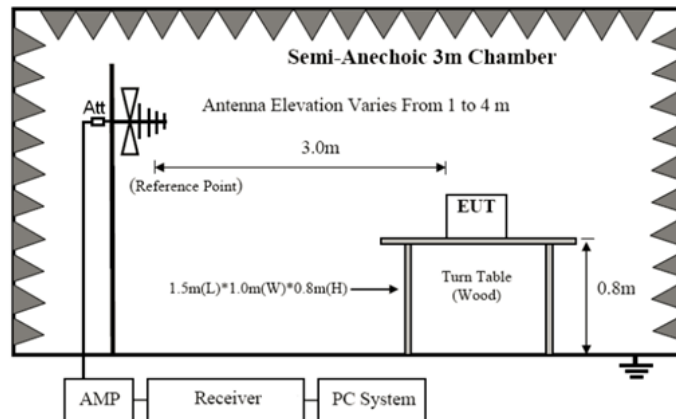 Semi-Anechoic 3m Chamber
Antenna Elevation Varies From 1 to 4 m
Att
3.0m
(Reference Point)
EUT
1.5m(L)*1.0m(W)*0.8m(H)
Turn Table
(Wood)
0.8m
AMP
Receiver
PC System